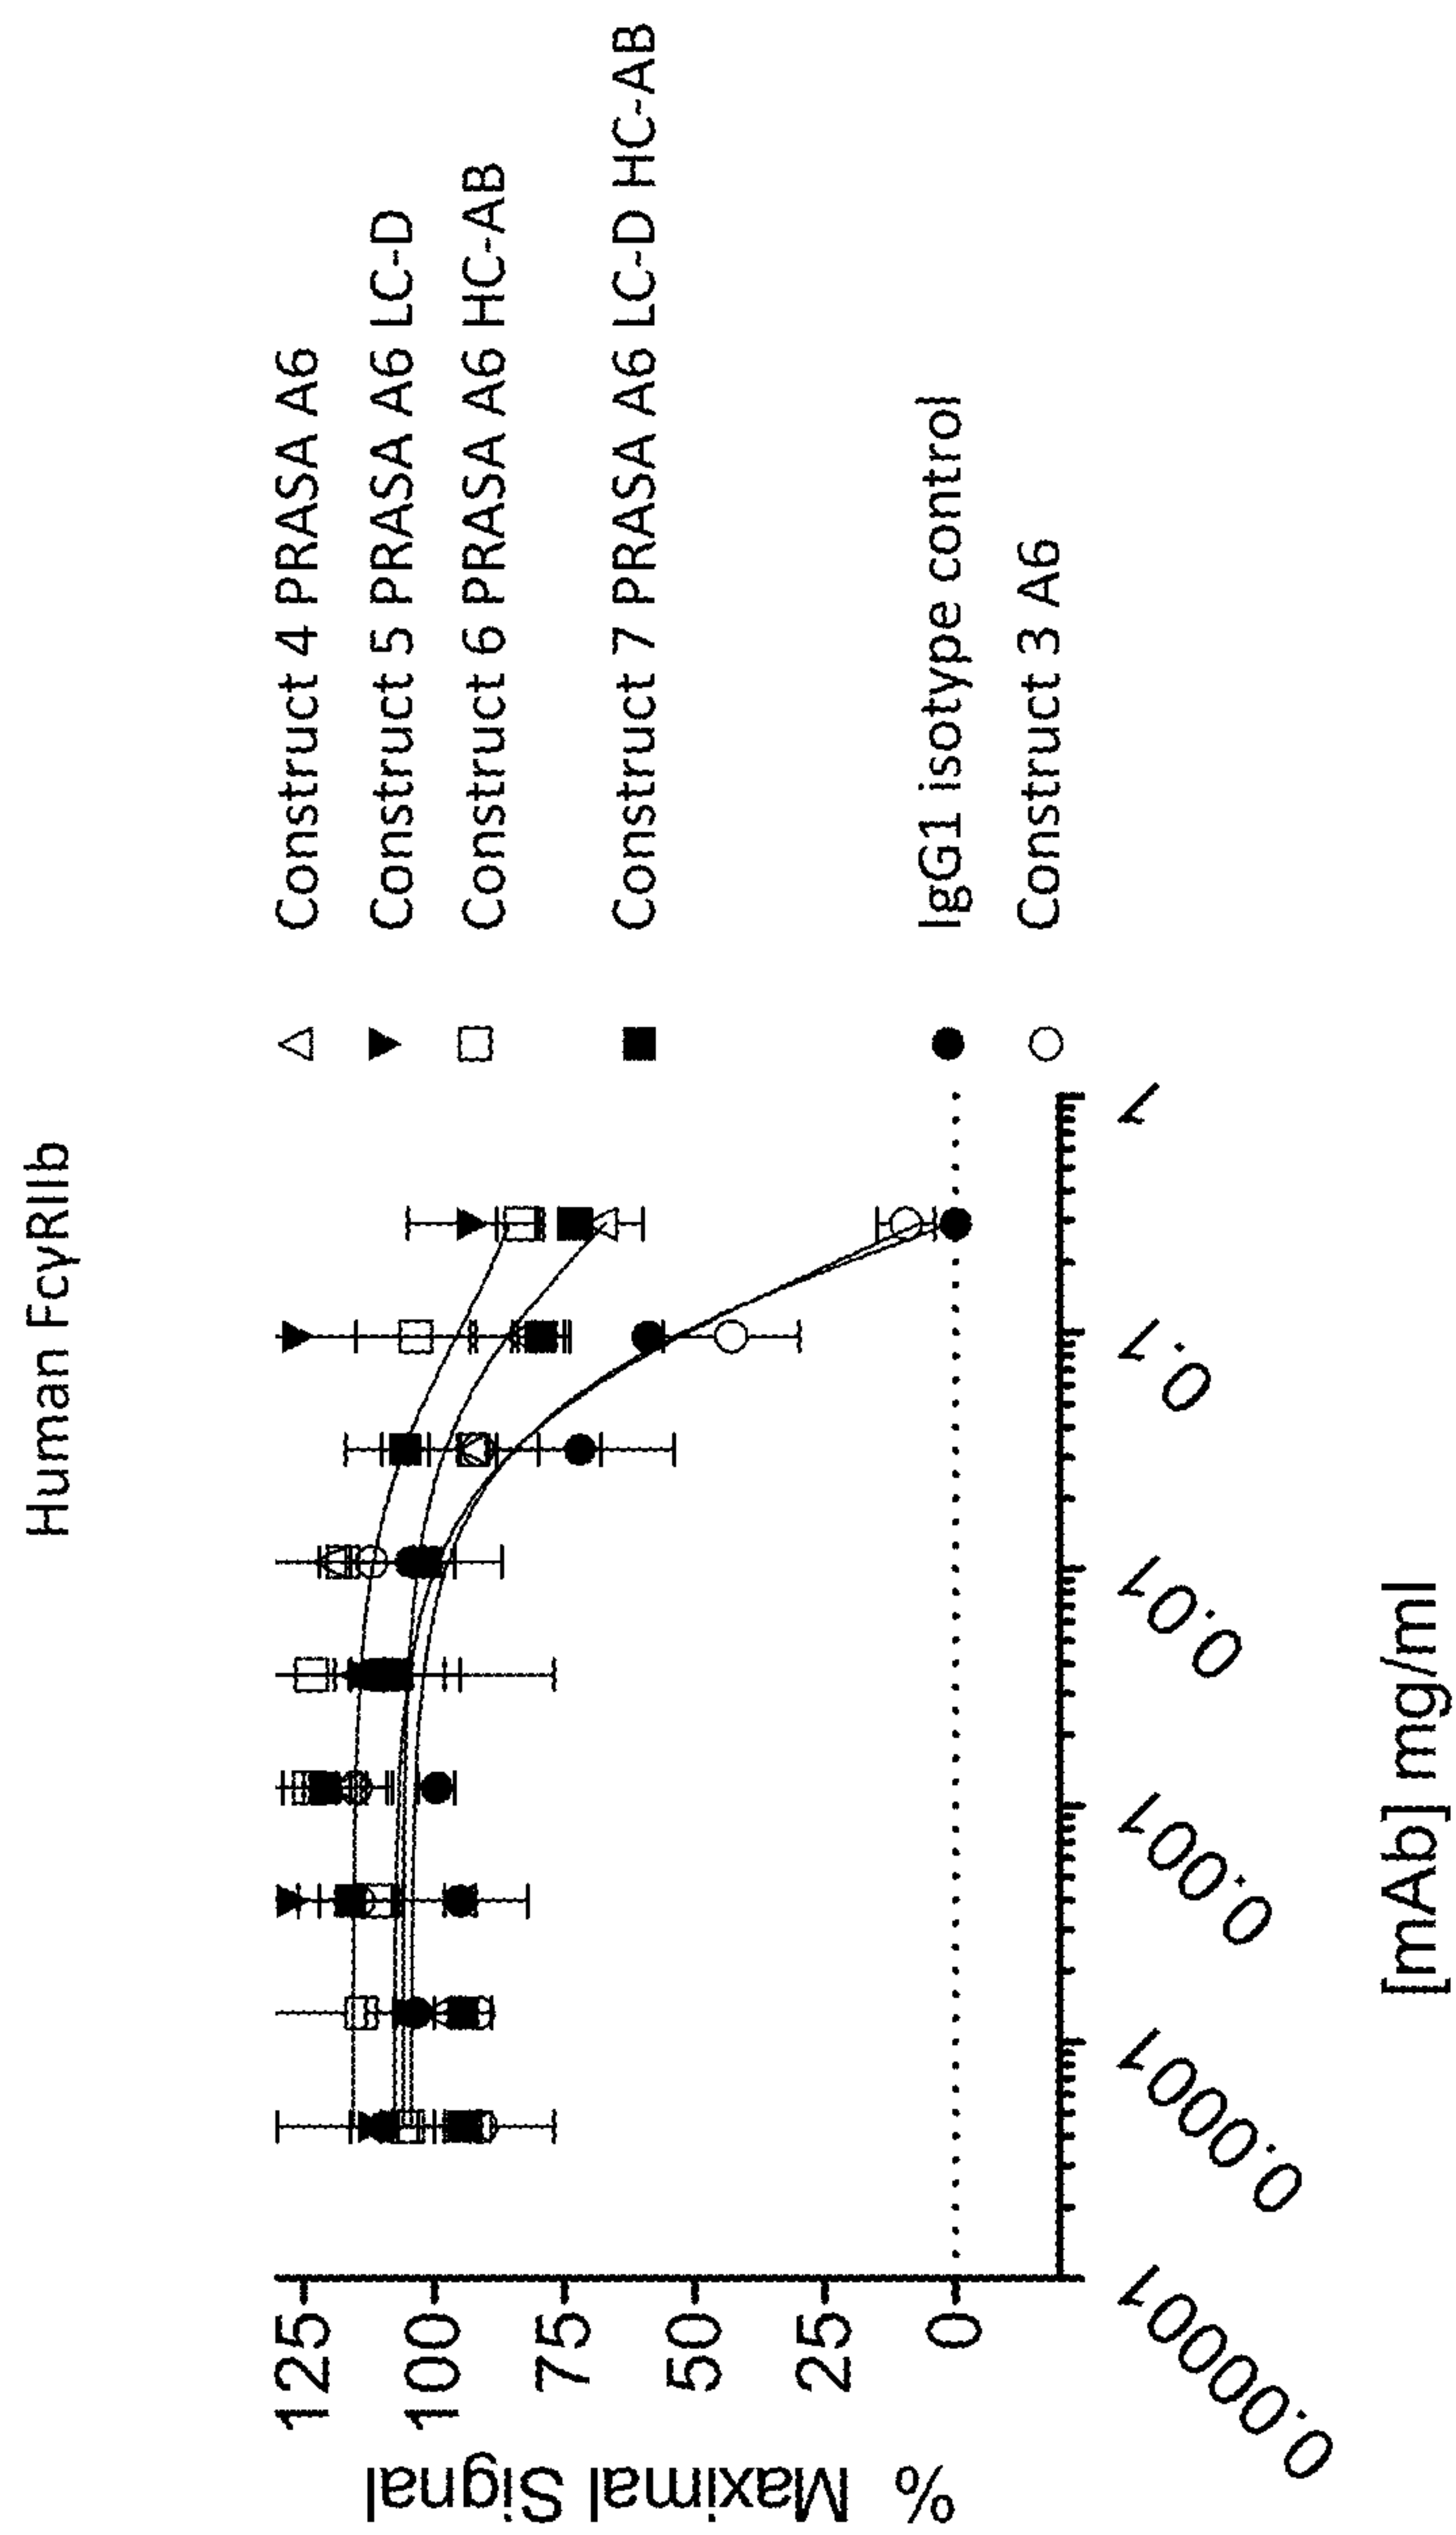 Human FcγRIIb
% Maximal Signal
125
100
75
50
25
0
0.00001
0.0001
0.001
0.01
0.1
1
[mAb] mg/ml
Construct 4 PRASA A6
Construct 5 PRASA A6 LC-D
Construct 6 PRASA A6 HC-AB
Construct 7 PRASA A6 LC-D HC-AB
IgG1 isotype control
Construct 3 A6